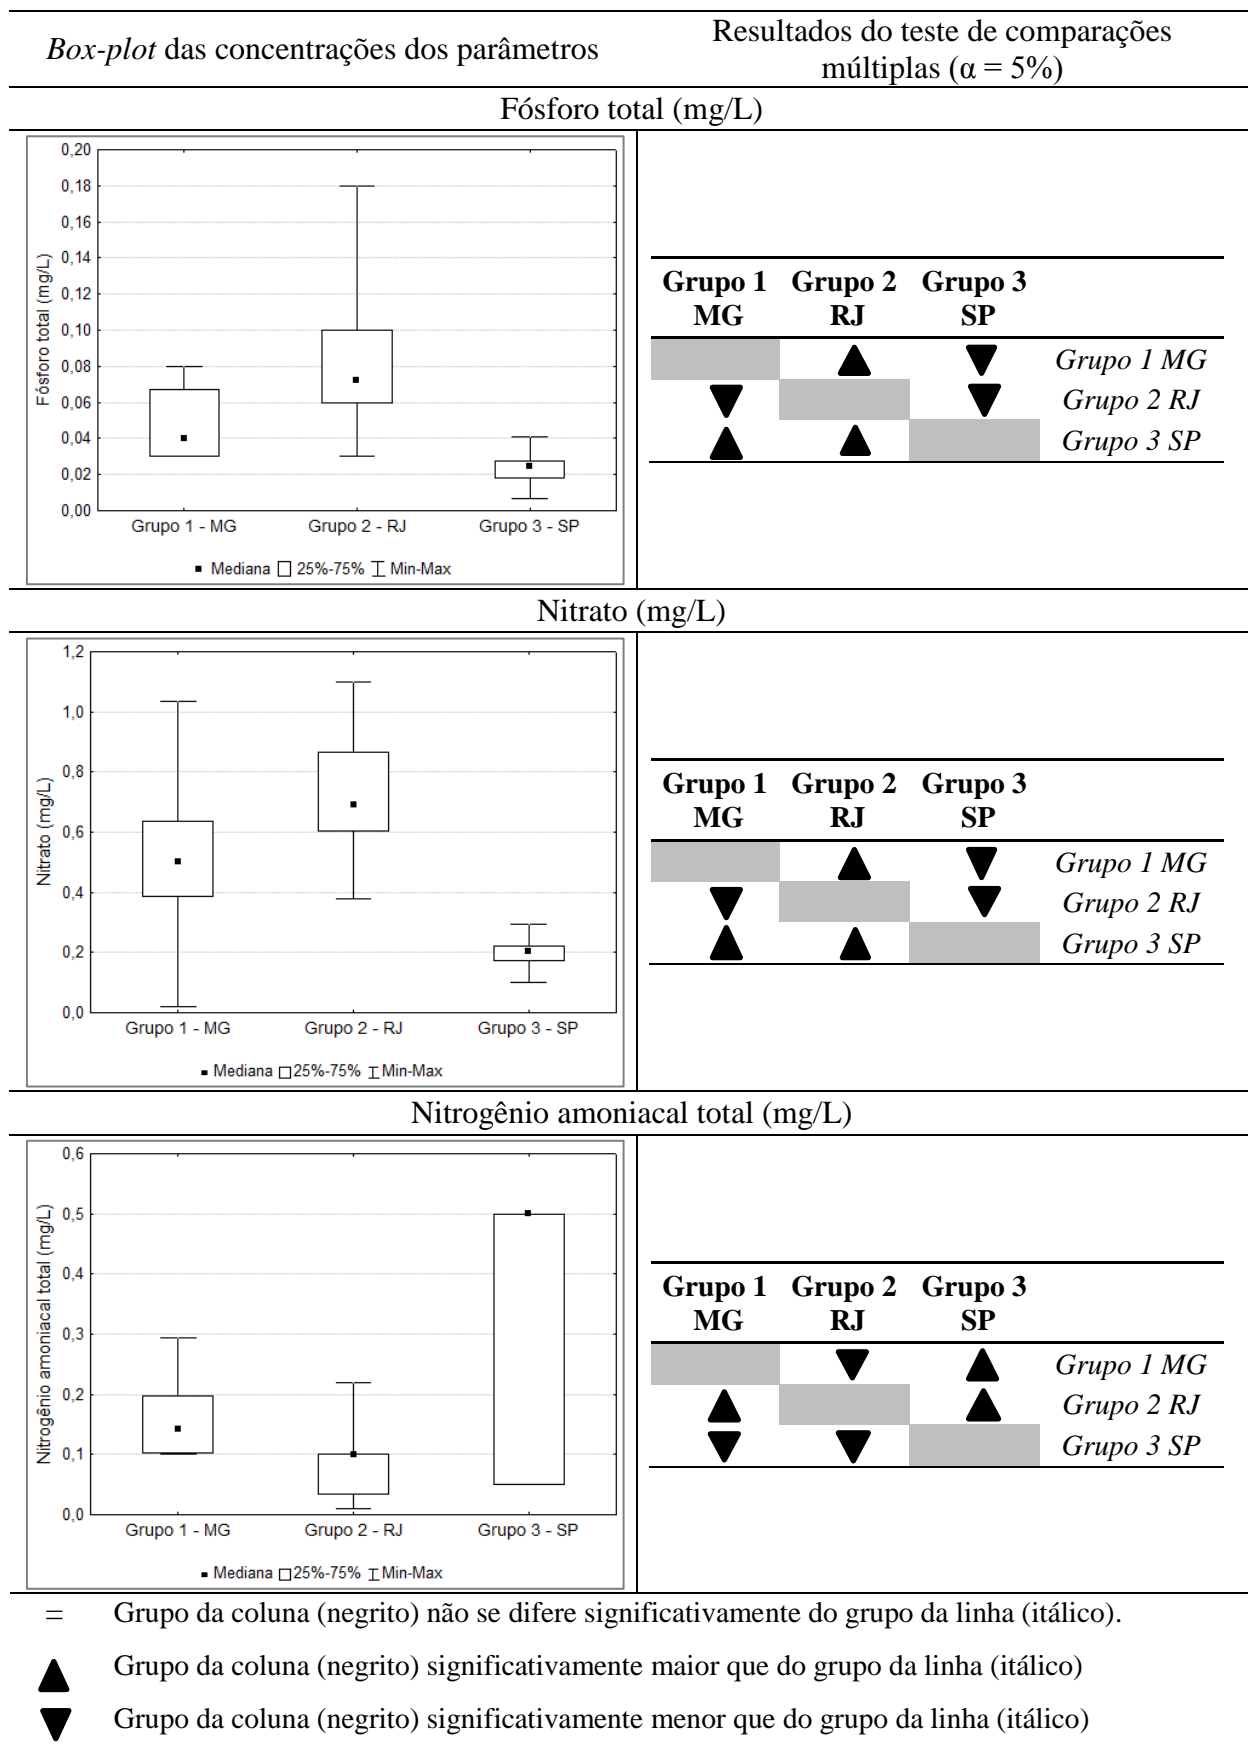 Box-plot das concentrações dos parâmetros
Resultados do teste de comparações
múltiplas (α = 5%)
Fósforo total (mg/L)
0,20
0,18
0,16
0,14
0,12
0,10
0,08
0,06
0,04
0,02
0,00
Fósforo total (mg/L)
Grupo 1 - MG Grupo 2 - RJ Grupo 3 - SP
Mediana 25%-75% Min-Max
Grupo 1 Grupo 2 Grupo 3
MG RJ SP
▲ ▼ Grupo 1 MG
▼ ▼ Grupo 2 RJ
▲ ▲ Grupo 3 SP
Nitrato (mg/L)
1,2
1,0
0,8
0,6
0,4
0,2
0,0
Nitrato (mg/L)
Grupo 1 - MG Grupo 2 - RJ Grupo 3 - SP
Mediana 25%-75% Min-Max
Grupo 1 Grupo 2 Grupo 3
MG RJ SP
▲ ▼ Grupo 1 MG
▼ ▼ Grupo 2 RJ
▲ ▲ Grupo 3 SP
Nitrogênio amoniacal total (mg/L)
0,6
0,5
0,4
0,3
0,2
0,1
0,0
Nitrogênio amoniacal total (mg/L)
Grupo 1 - MG Grupo 2 - RJ Grupo 3 - SP
Mediana 25%-75% Min-Max
Grupo 1 Grupo 2 Grupo 3
MG RJ SP
▼ ▲ Grupo 1 MG
▲ ▲ Grupo 2 RJ
▼ ▼ Grupo 3 SP
= Grupo da coluna (negrito) não se difere significativamente do grupo da linha (itálico).
▲ Grupo da coluna (negrito) significativamente maior que do grupo da linha (itálico)
▼ Grupo da coluna (negrito) significativamente menor que do grupo da linha (itálico)